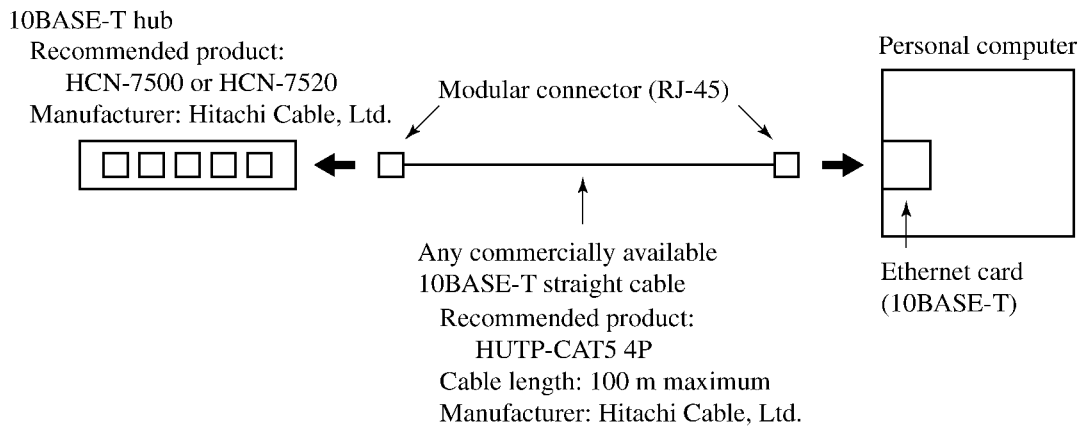 10BASE-T hub
Recommended product:
HCN-7500 or HCN-7520
Manufacturer: Hitachi Cable, Ltd.
Modular connector (RJ-45)
Personal computer
Any commercially available
10BASE-T straight cable
Recommended product:
HUTP-CAT5 4P
Cable length: 100 m maximum
Manufacturer: Hitachi Cable, Ltd.
Ethernet card
(10BASE-T)